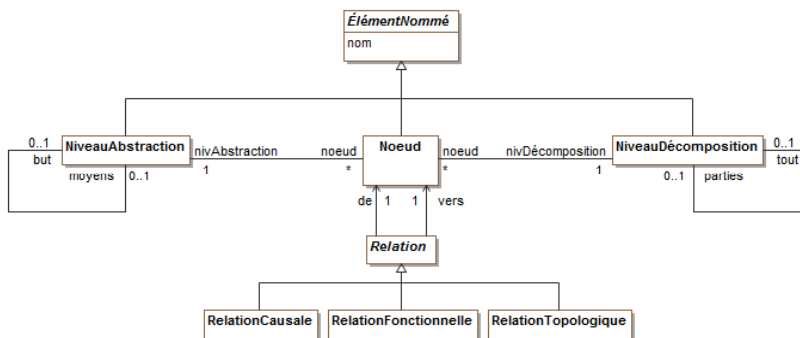 ÉlémentNommé
nom
0..1 NiveauAbstraction nivAbstraction noeud Noeud noeud nivDécomposition NiveauDécomposition 0..1
but 1 * * 1 tout
moyens 0..1 0..1 parties
de 1 1 vers
Relation
RelationCausale RelationFonctionnelle RelationTopologique